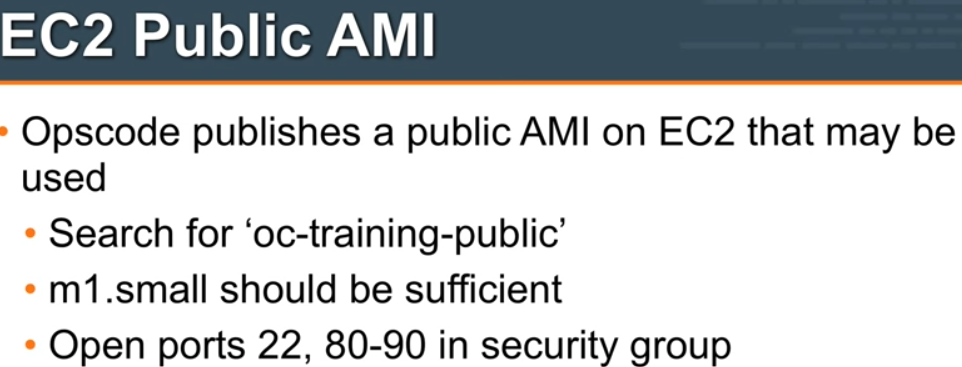 EC2 Public AMI
• Opscode publishes a public AMI on EC2 that may be
used
• Search for ‘oc-training-public’
• m1.small should be sufficient
• Open ports 22, 80-90 in security group